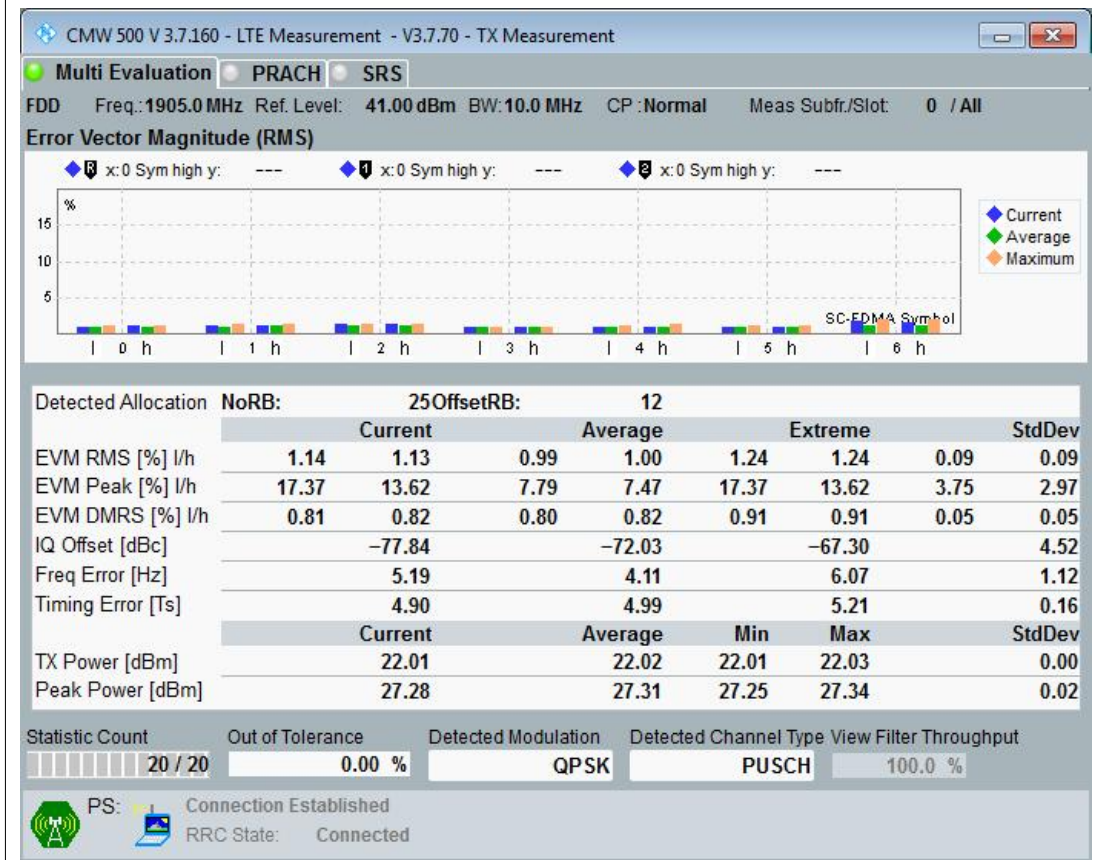 CMW 500 V 3.7.160 - LTE Measurement - V3.7.70 - TX Measurement
Multi Evaluation PRACH SRS
FDD Freq.: 1905.0 MHz Ref. Level: 41.00 dBm BW: 10.0 MHz CP : Normal Meas Subfr./Slot: 0 / All
Error Vector Magnitude (RMS)
R x: 0 Sym high y: --- 1 x: 0 Sym high y: --- 2 x: 0 Sym high y: ---
%
15
10
5
Current
Average
Maximum
SC-FDMA Symbol
l 0 h l 1 h l 2 h l 3 h l 4 h l 5 h l 6 h
Detected Allocation NoRB: 25 OffsetRB: 12
Current Average Extreme StdDev
EVM RMS [%] l/h 1.14 1.13 0.99 1.00 1.24 1.24 0.09 0.09
EVM Peak [%] l/h 17.37 13.62 7.79 7.47 17.37 13.62 3.75 2.97
EVM DMRS [%] l/h 0.81 0.82 0.80 0.82 0.91 0.91 0.05 0.05
IQ Offset [dBc] −77.84 −72.03 −67.30 4.52
Freq Error [Hz] 5.19 4.11 6.07 1.12
Timing Error [Ts] 4.90 4.99 5.21 0.16
Current Average Min Max StdDev
TX Power [dBm] 22.01 22.02 22.01 22.03 0.00
Peak Power [dBm] 27.28 27.31 27.25 27.34 0.02
Statistic Count Out of Tolerance Detected Modulation Detected Channel Type View Filter Throughput
20 / 20 0.00 % QPSK PUSCH 100.0 %
PS: Connection Established
RRC State: Connected